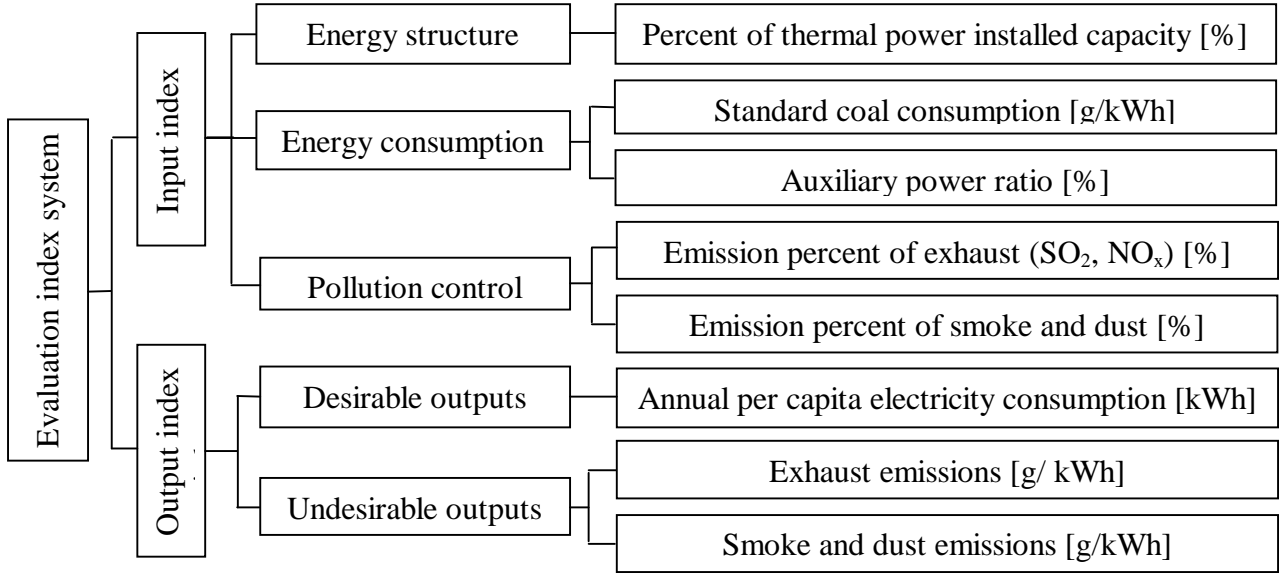 Evaluation index system
Input index
Energy structure
Percent of thermal power installed capacity [%]
Energy consumption
Standard coal consumption [g/kWh]
Auxiliary power ratio [%]
Pollution control
Emission percent of exhaust (SO₂, NOₓ) [%]
Emission percent of smoke and dust [%]
Output index
Desirable outputs
Annual per capita electricity consumption [kWh]
Undesirable outputs
Exhaust emissions [g/ kWh]
Smoke and dust emissions [g/kWh]